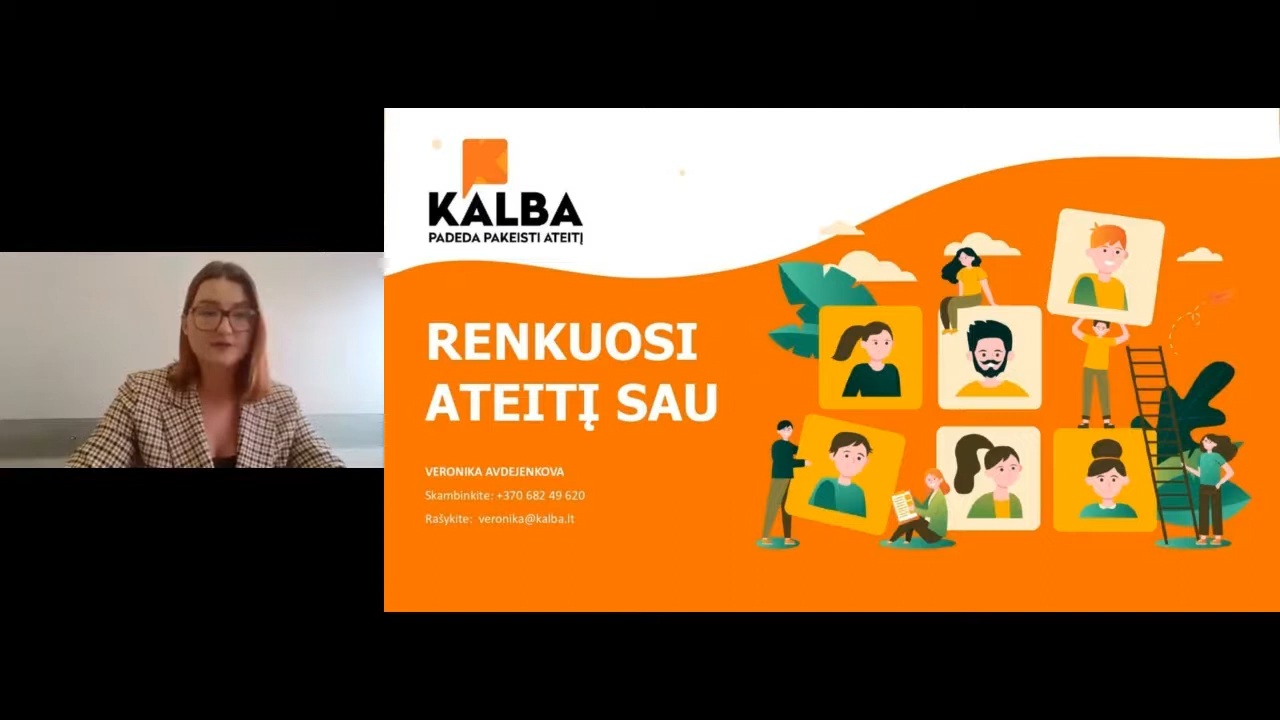 KALBA
PADEDA PAKEISTI ATEITĮ
RENKUOSI
ATEITĮ SAU
VERONIKA AVDEJENKOVA
Skambinkite: +370 682 49 620
Rašykite: veronika@kalba.lt